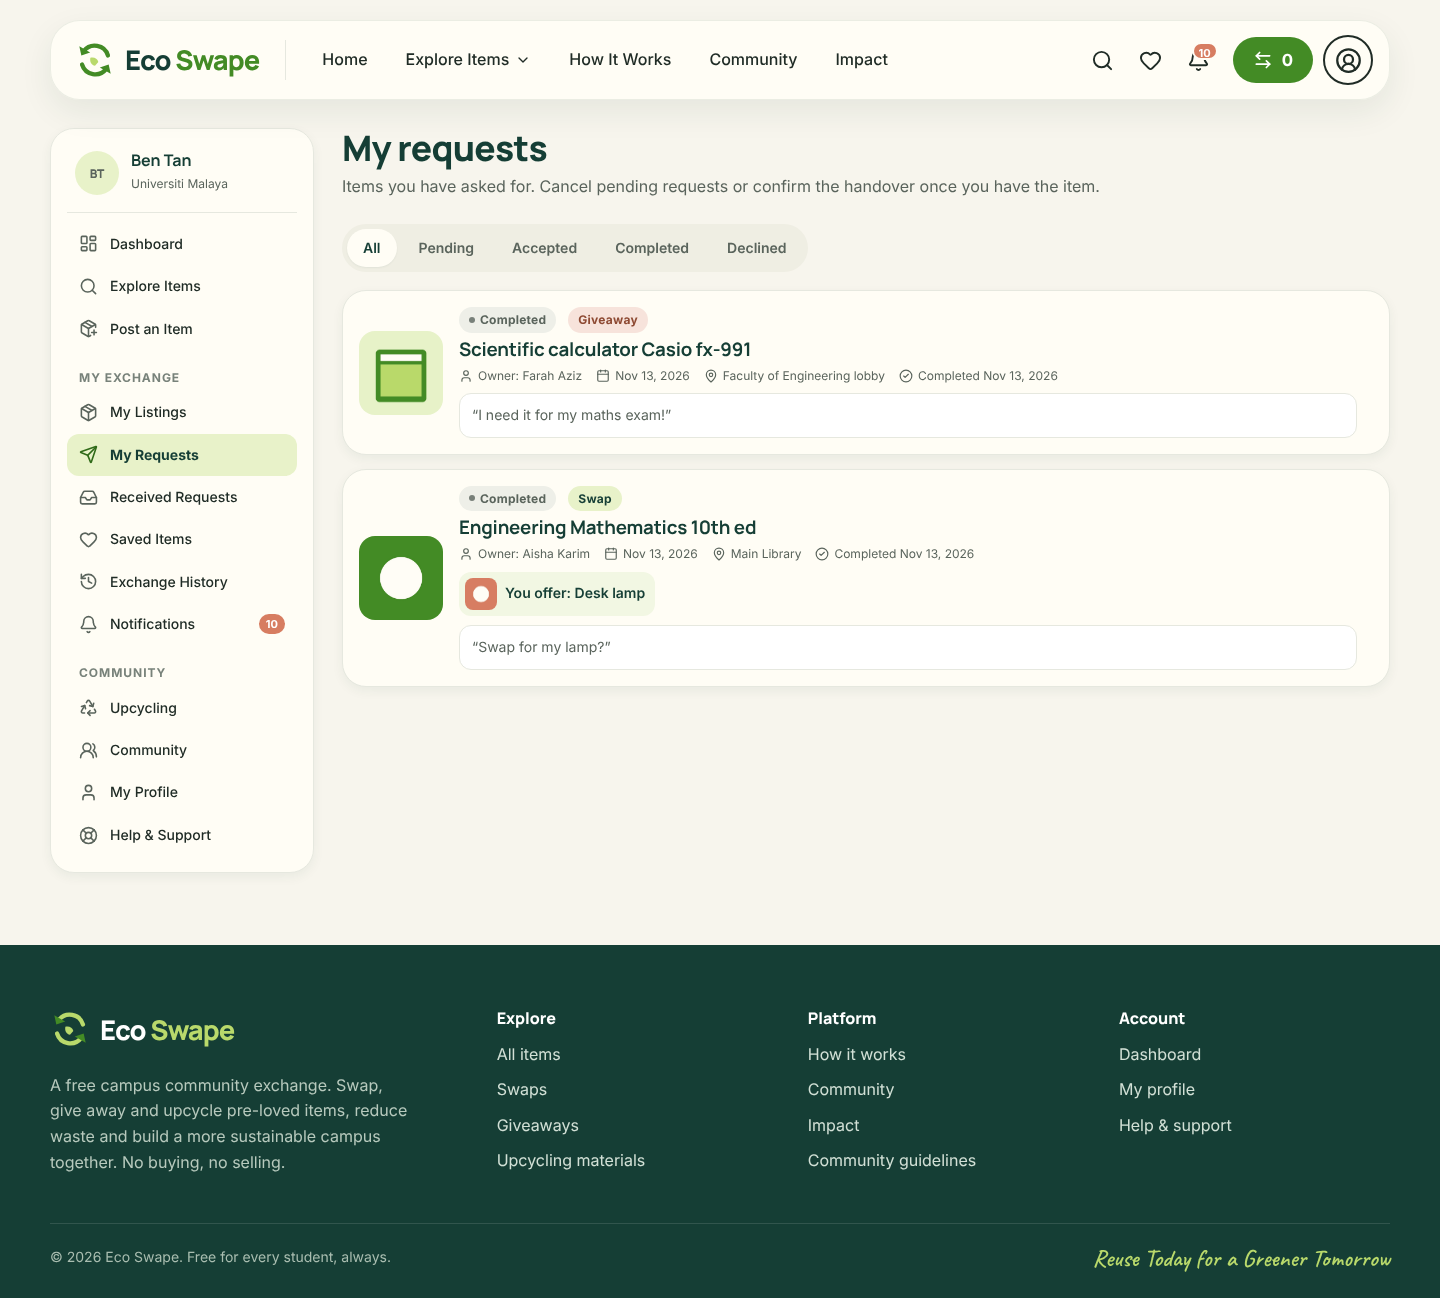 Eco Swape
Home
Explore Items
How It Works
Community
Impact
10
0
BT
Ben Tan
Universiti Malaya
Dashboard
Explore Items
Post an Item
MY EXCHANGE
My Listings
My Requests
Received Requests
Saved Items
Exchange History
Notifications 10
COMMUNITY
Upcycling
Community
My Profile
Help & Support
My requests
Items you have asked for. Cancel pending requests or confirm the handover once you have the item.
All Pending Accepted Completed Declined
Completed Giveaway
Scientific calculator Casio fx-991
Owner: Farah Aziz Nov 13, 2026 Faculty of Engineering lobby Completed Nov 13, 2026
“I need it for my maths exam!”
Completed Swap
Engineering Mathematics 10th ed
Owner: Aisha Karim Nov 13, 2026 Main Library Completed Nov 13, 2026
You offer: Desk lamp
“Swap for my lamp?”
Eco Swape
A free campus community exchange. Swap,
give away and upcycle pre-loved items, reduce
waste and build a more sustainable campus
together. No buying, no selling.
Explore
All items
Swaps
Giveaways
Upcycling materials
Platform
How it works
Community
Impact
Community guidelines
Account
Dashboard
My profile
Help & support
© 2026 Eco Swape. Free for every student, always.
Reuse Today for a Greener Tomorrow